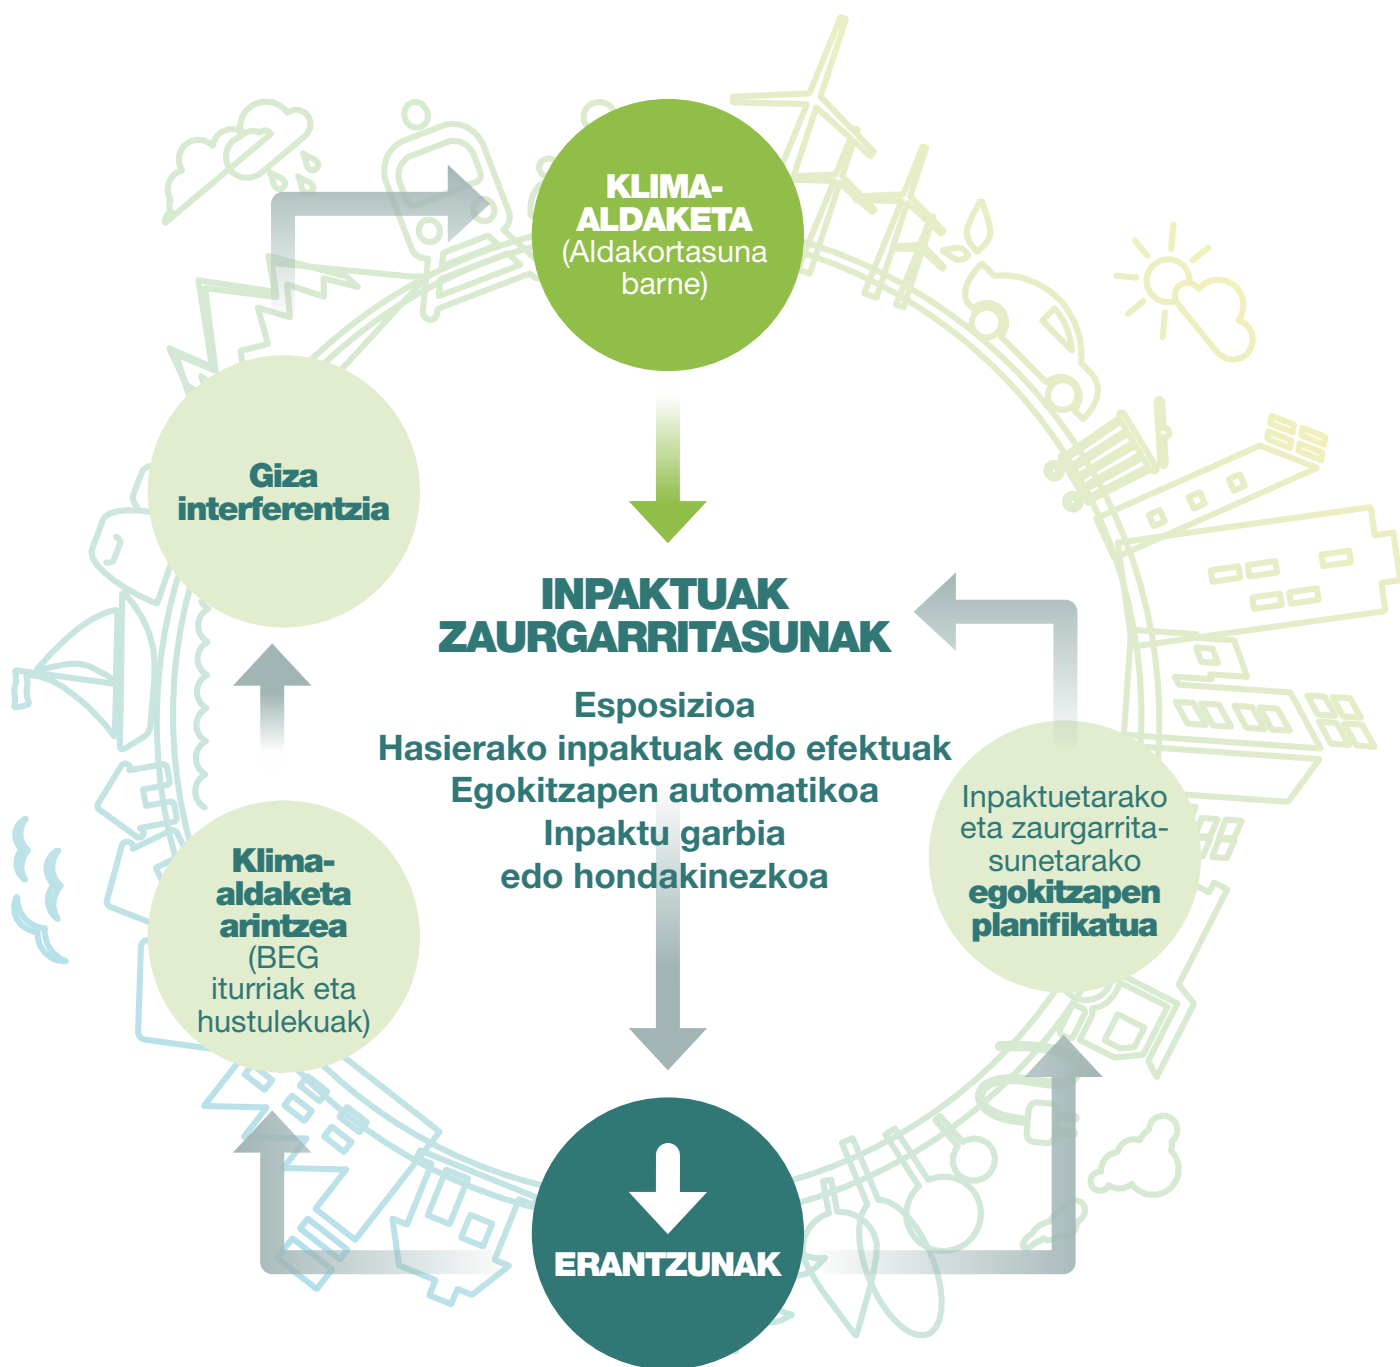 KLIMA-
ALDAKETA
(Aldakortasuna
barne)
Giza
interferentzia
INPAKTUAK
ZAURGARRITASUNAK
Esposizioa
Hasierako inpaktuak edo efektuak
Egokitzapen automatikoa
Inpaktu garbia
edo hondakinezkoa
Inpaktuetarako
eta zaurgarrita-
sunetarako
egokitzapen
planifikatua
Klima-
aldaketa
arintzea
(BEG
iturriak eta
hustulekuak)
ERANTZUNAK